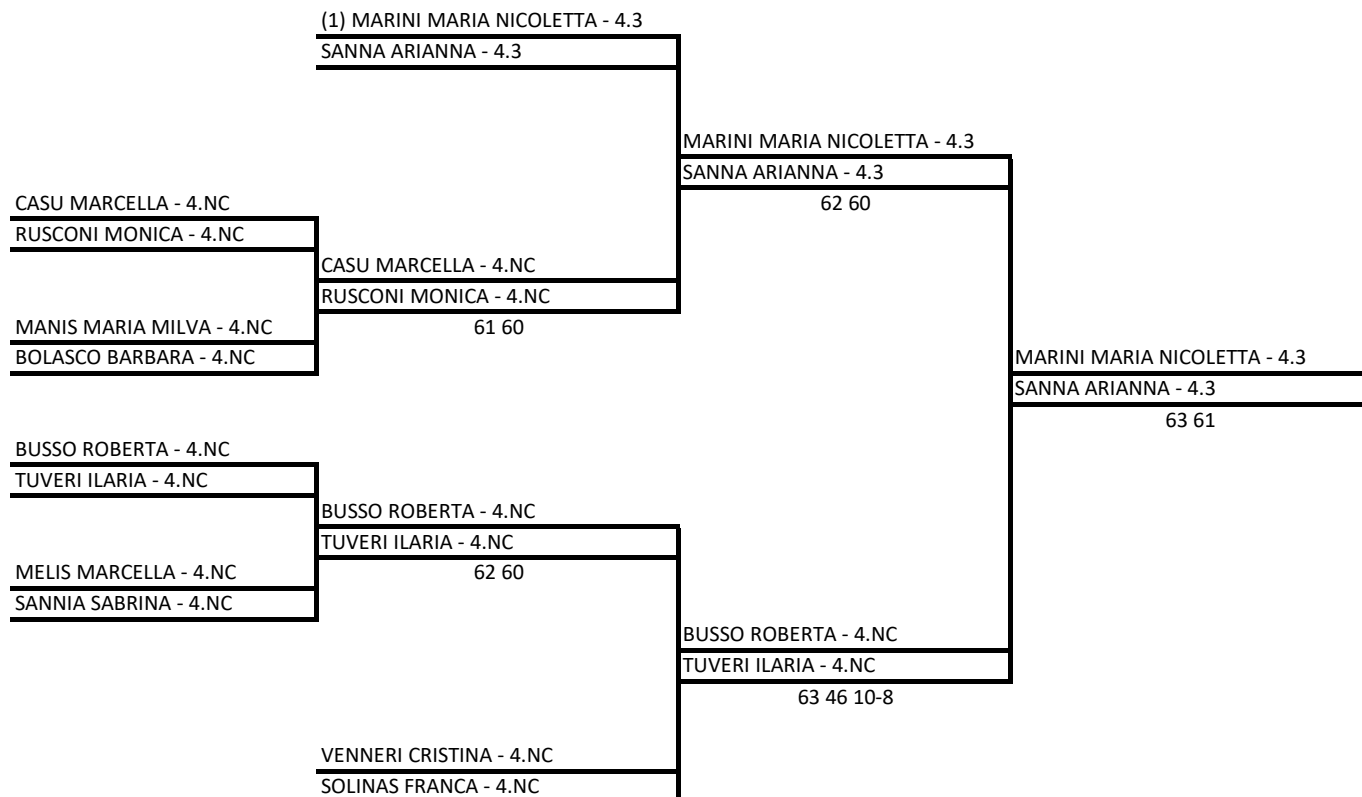 (1) MARINI MARIA NICOLETTA - 4.3
SANNA ARIANNA - 4.3
MARINI MARIA NICOLETTA - 4.3
SANNA ARIANNA - 4.3
62 60
CASU MARCELLA - 4.NC
RUSCONI MONICA - 4.NC
CASU MARCELLA - 4.NC
RUSCONI MONICA - 4.NC
61 60
MANIS MARIA MILVA - 4.NC
BOLASCO BARBARA - 4.NC
MARINI MARIA NICOLETTA - 4.3
SANNA ARIANNA - 4.3
63 61
BUSSO ROBERTA - 4.NC
TUVERI ILARIA - 4.NC
BUSSO ROBERTA - 4.NC
TUVERI ILARIA - 4.NC
62 60
MELIS MARCELLA - 4.NC
SANNIA SABRINA - 4.NC
BUSSO ROBERTA - 4.NC
TUVERI ILARIA - 4.NC
63 46 10-8
VENNERI CRISTINA - 4.NC
SOLINAS FRANCA - 4.NC